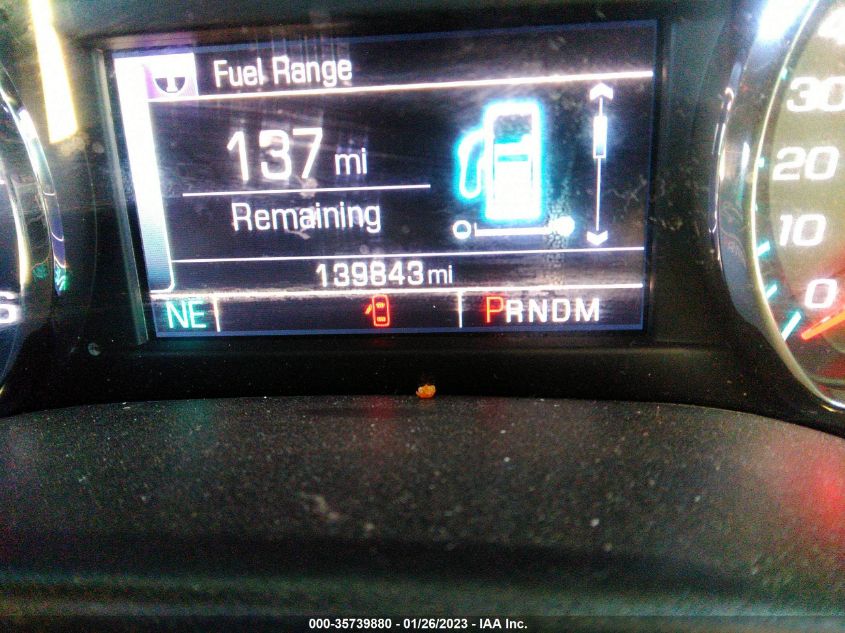 Fuel Range
137 mi
Remaining
139843 mi
NE PRNDM
30
20
10
0
000-35739880 - 01/26/2023 - IAA Inc.